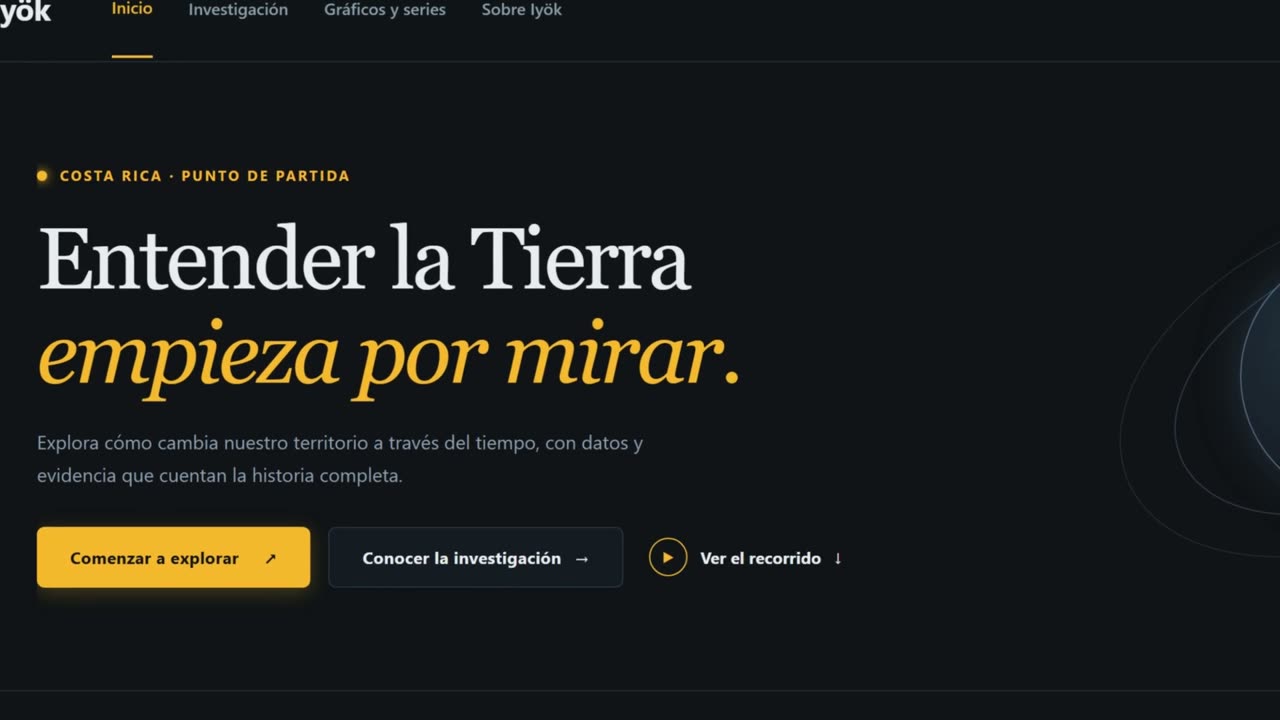 yök
Inicio
Investigación
Gráficos y series
Sobre Iyök
COSTA RICA · PUNTO DE PARTIDA
Entender la Tierra
empieza por mirar.
Explora cómo cambia nuestro territorio a través del tiempo, con datos y
evidencia que cuentan la historia completa.
Comenzar a explorar ↗
Conocer la investigación →
Ver el recorrido ↓